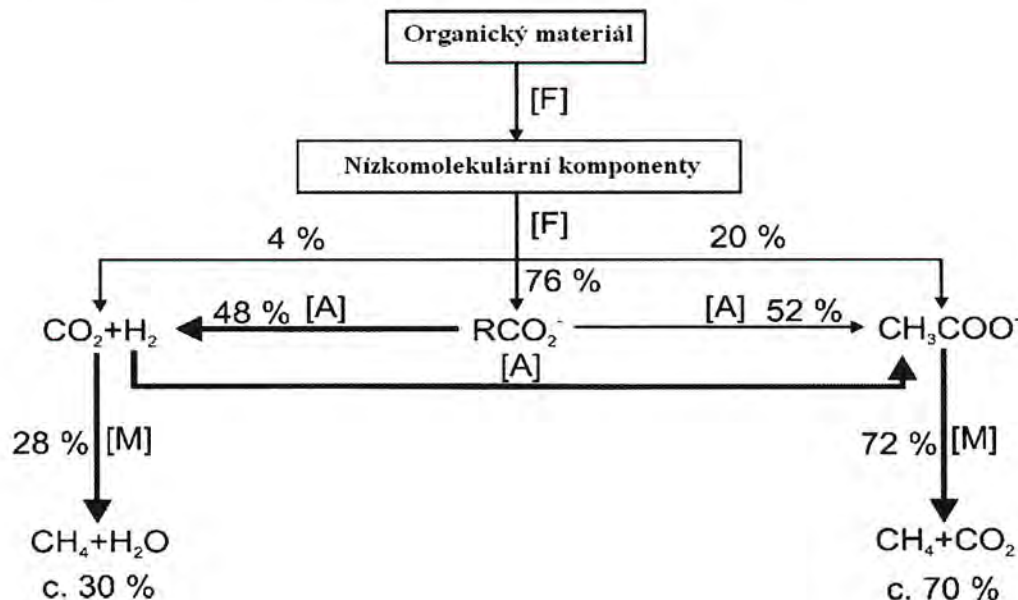 Organický materiál
[F]
Nízkomolekulární komponenty
[F]
4 %
20 %
76 %
CO₂+H₂
48 %
[A]
RCO₂⁻
[A]
52 %
CH₃COO⁻
[A]
28 %
[M]
72 %
[M]
CH₄+H₂O
CH₄+CO₂
c. 30 %
c. 70 %